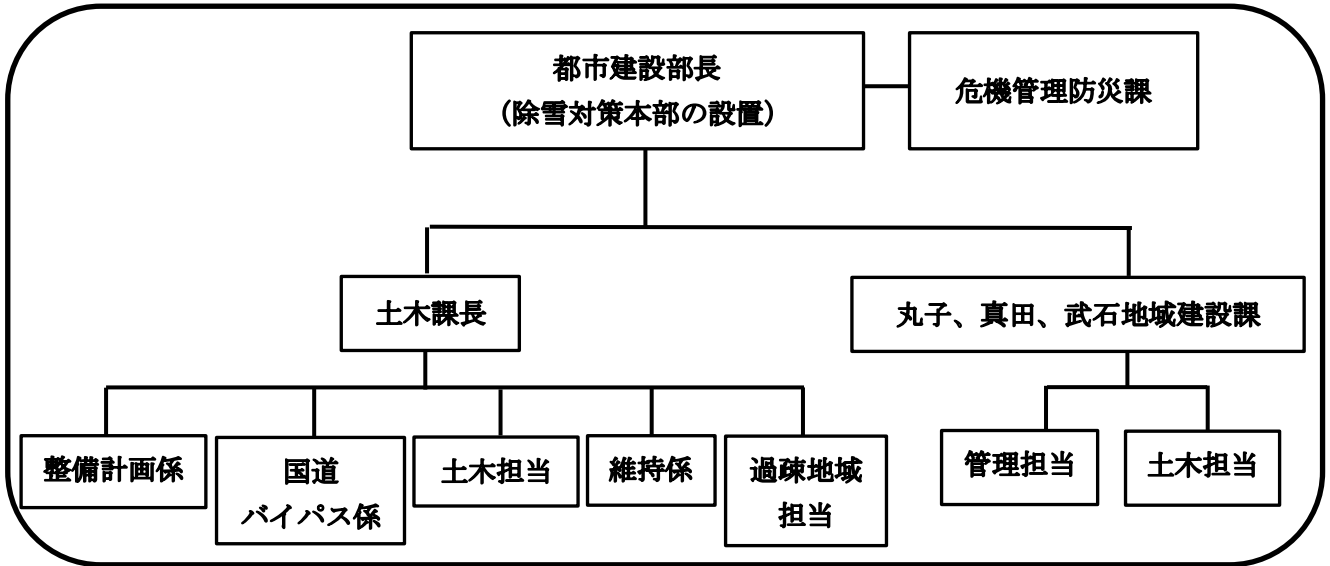 都市建設部長
（除雪対策本部の設置）
危機管理防災課
土木課長
丸子、真田、武石地域建設課
整備計画係
国道
バイパス係
土木担当
維持係
過疎地域
担当
管理担当
土木担当